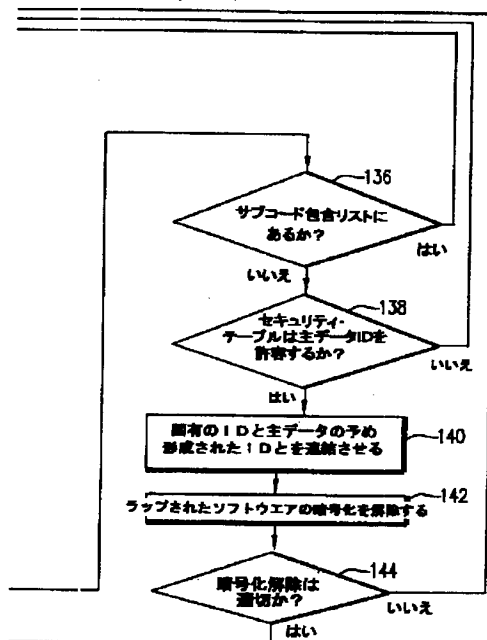 136
サブコード包含リストに
あるか?
はい
いいえ
138
セキュリティ・
テーブルは主データIDを
許容するか?
いいえ
はい
固有のIDと主データの予め
形成されたIDとを連結させる
140
142
ラップされたソフトウエアの暗号化を解除する
144
暗号化解除は
適切か?
いいえ
はい